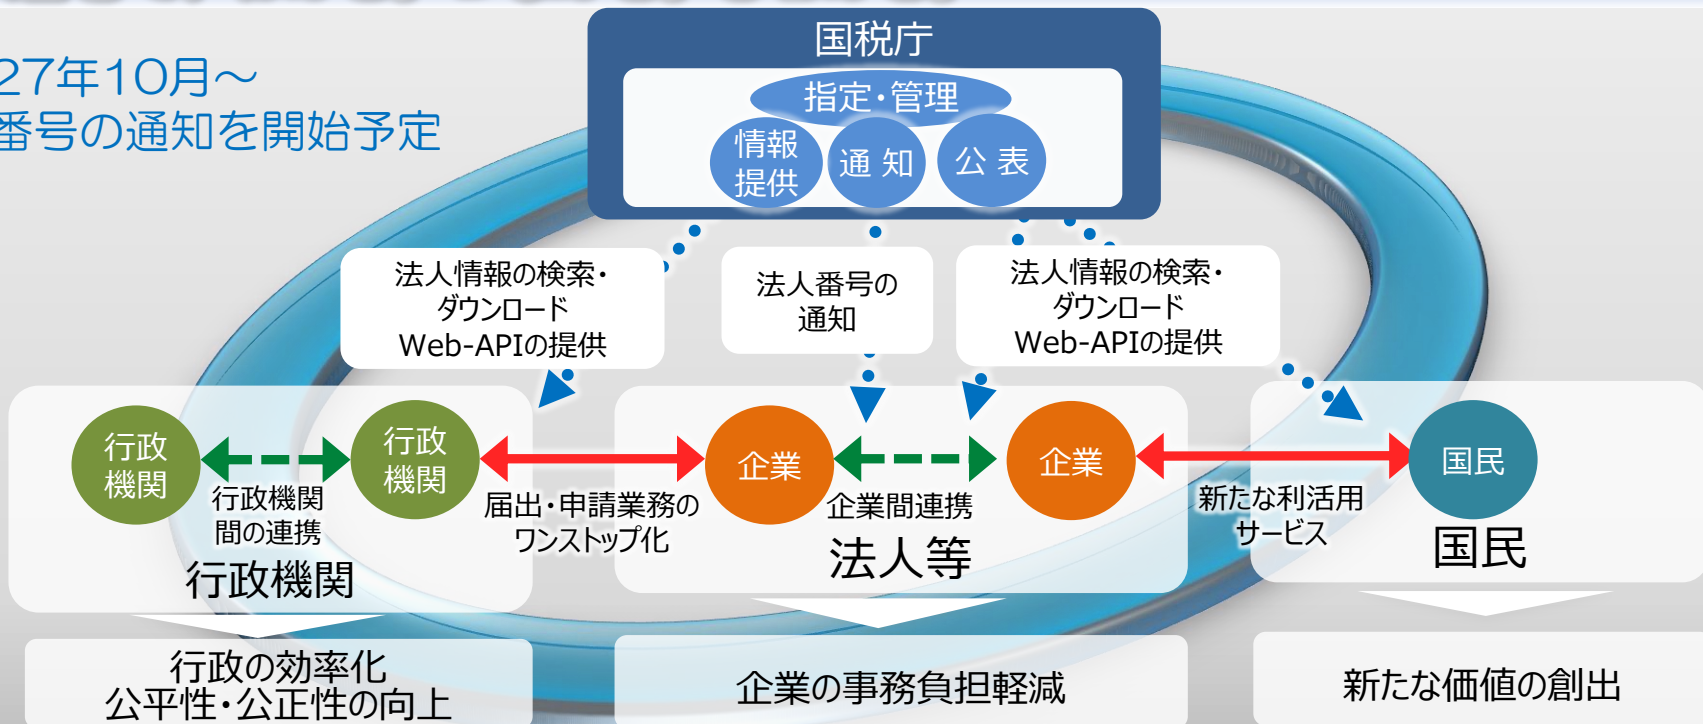 国税庁
27年10月～
番号の通知を開始予定
指定・管理
情報
提供
通 知
公 表
法人情報の検索・
ダウンロード
Web-APIの提供
法人番号の
通知
法人情報の検索・
ダウンロード
Web-APIの提供
行政
機関
行政
機関
企業
企業
国民
行政機関
間の連携
届出・申請業務の
ワンストップ化
企業間連携
新たな利活用
サービス
行政機関
法人等
国民
行政の効率化
公平性・公正性の向上
企業の事務負担軽減
新たな価値の創出